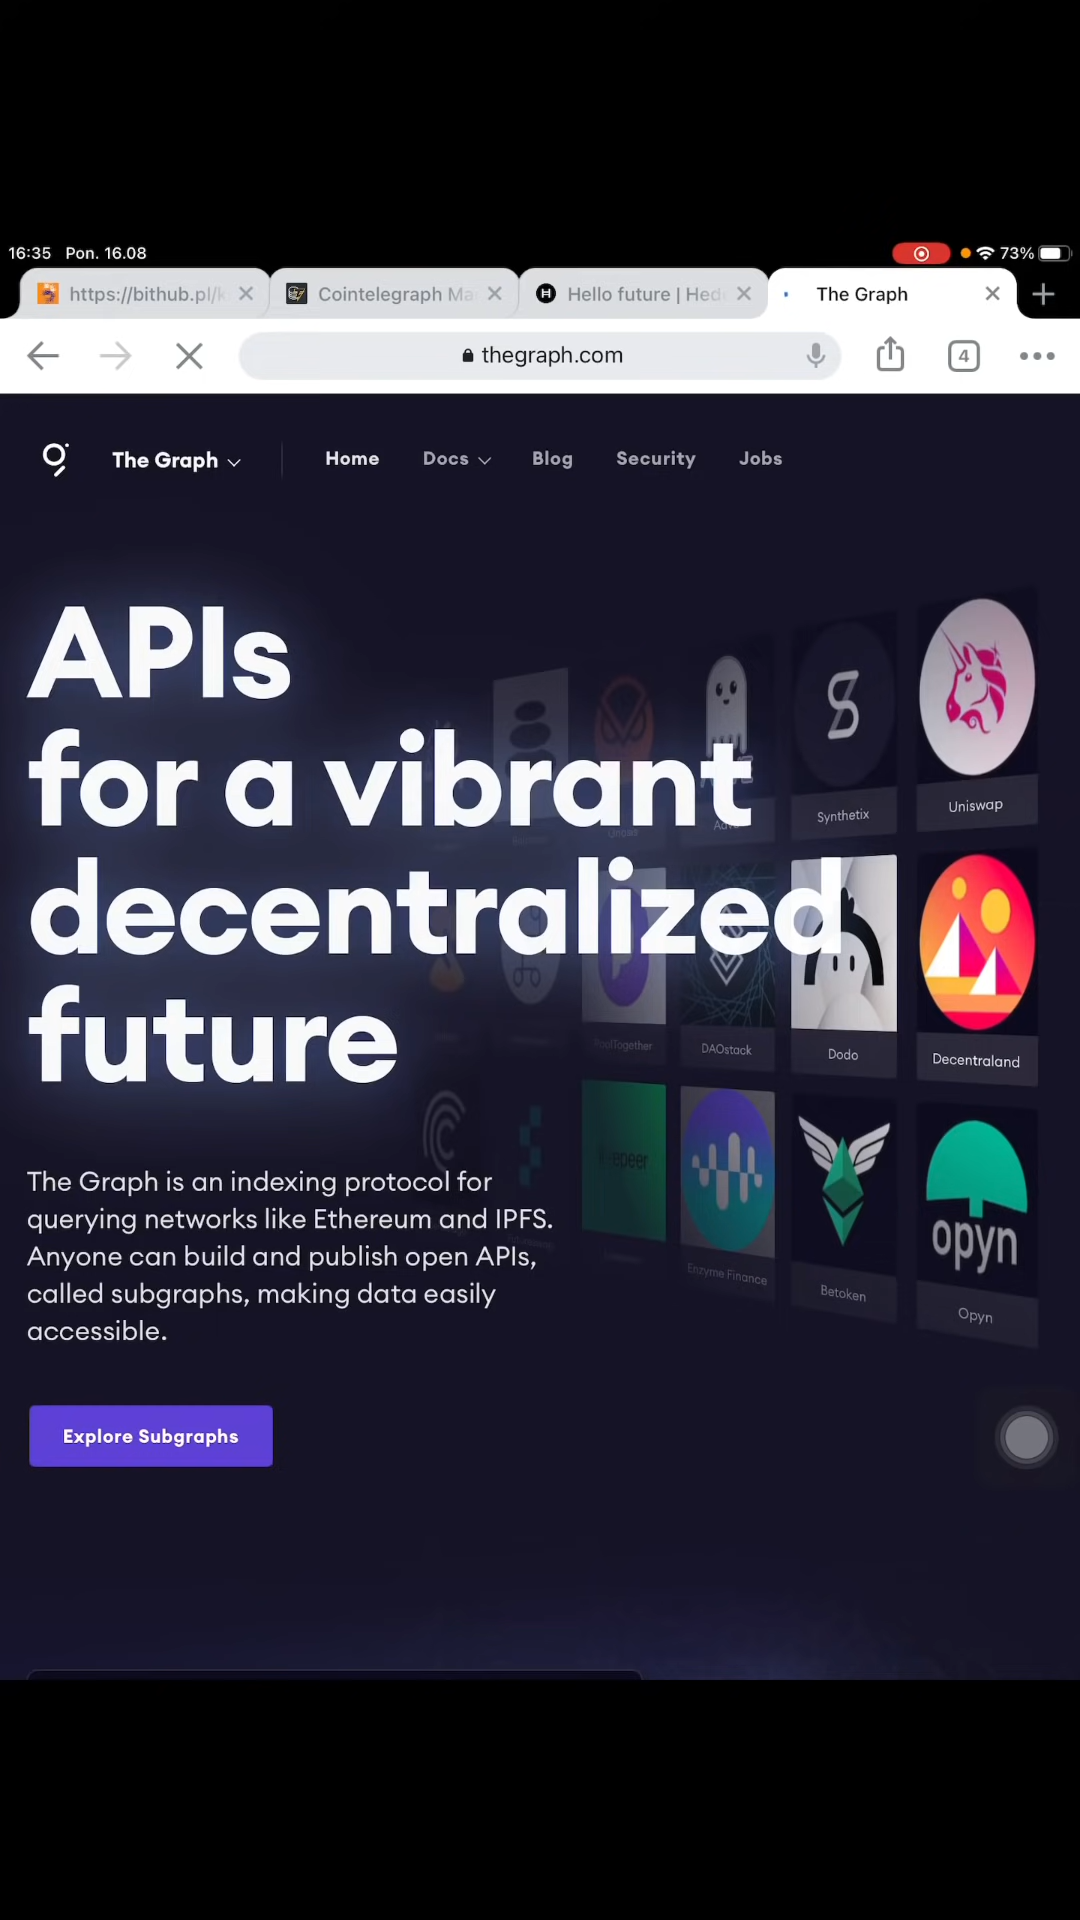 16:35 Pon. 16.08
73%
https://bithub.pl/k
Cointelegraph Ma
Hello future | Hed
The Graph
thegraph.com
4
The Graph
Home
Docs
Blog
Security
Jobs
APIs
for a vibrant
decentralized
future
Synthetix
Uniswap
PoolTogether
DAOstack
Dodo
Decentraland
Enzyme Finance
Betoken
opyn
Opyn
The Graph is an indexing protocol for
querying networks like Ethereum and IPFS.
Anyone can build and publish open APIs,
called subgraphs, making data easily
accessible.
Explore Subgraphs